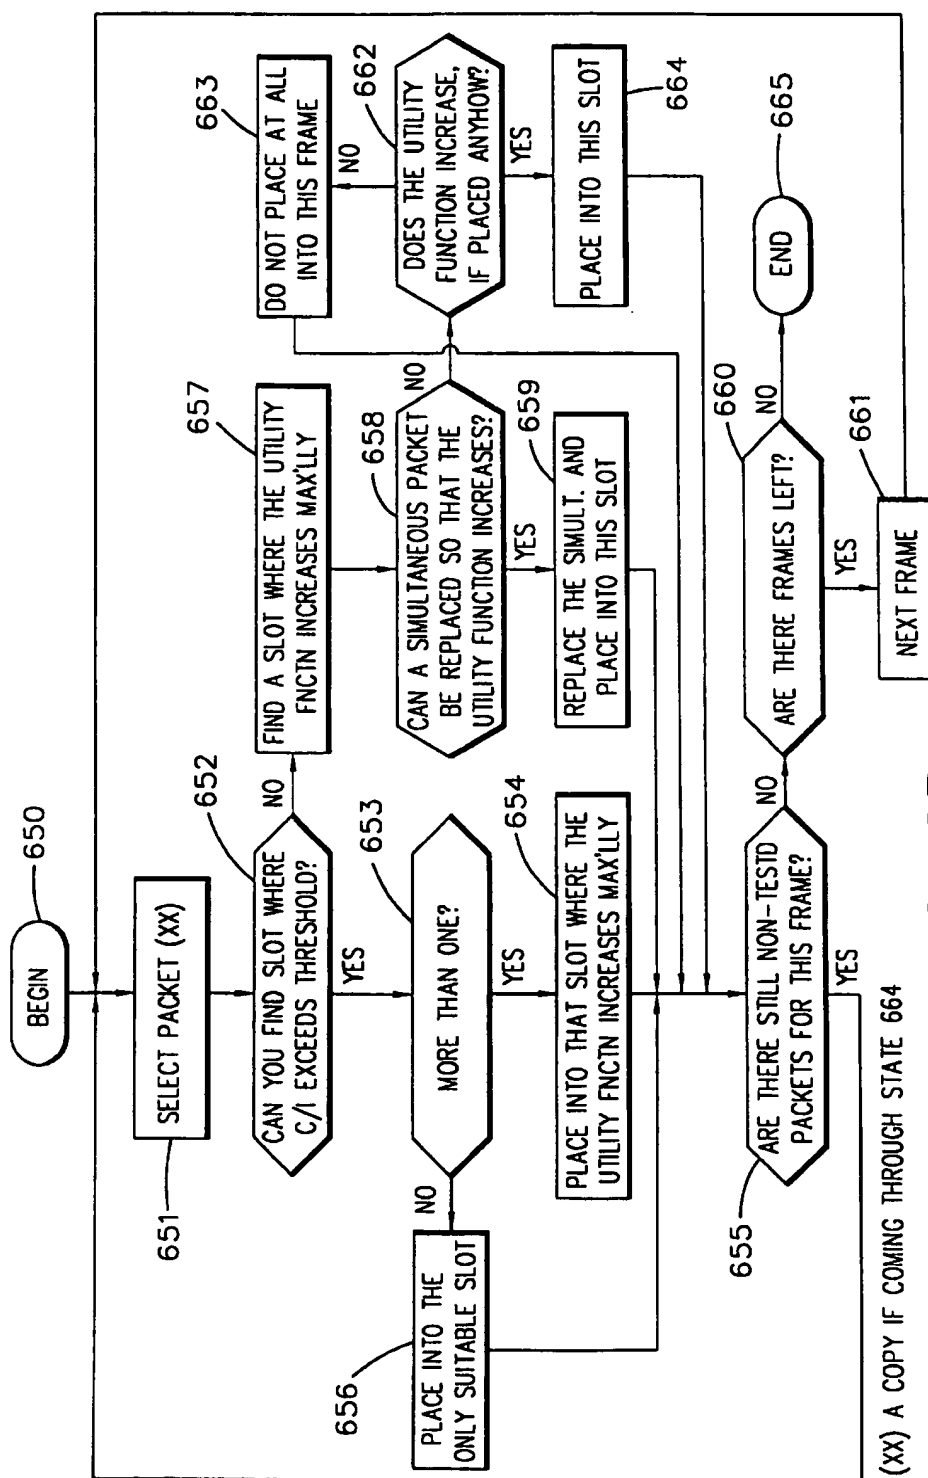 BEGIN
650
SELECT PACKET (XX)
651
CAN YOU FIND SLOT WHERE
C/I EXCEEDS THRESHOLD?
652
NO
YES
FIND A SLOT WHERE THE UTILITY
FNCTN INCREASES MAX'LLY
657
DO NOT PLACE AT ALL
INTO THIS FRAME
663
MORE THAN ONE?
653
NO
YES
CAN A SIMULTANEOUS PACKET
BE REPLACED SO THAT THE
UTILITY FUNCTION INCREASES?
658
NO
YES
DOES THE UTILITY
FUNCTION INCREASE,
IF PLACED ANYHOW?
662
NO
YES
PLACE INTO THE
ONLY SUITABLE SLOT
656
PLACE INTO THAT SLOT WHERE THE
UTILITY FNCTN INCREASES MAX'LLY
654
REPLACE THE SIMULT. AND
PLACE INTO THIS SLOT
659
PLACE INTO THIS SLOT
664
ARE THERE STILL NON-TESTD
PACKETS FOR THIS FRAME?
655
NO
YES
ARE THERE FRAMES LEFT?
660
NO
YES
END
665
NEXT FRAME
661
(XX) A COPY IF COMING THROUGH STATE 664